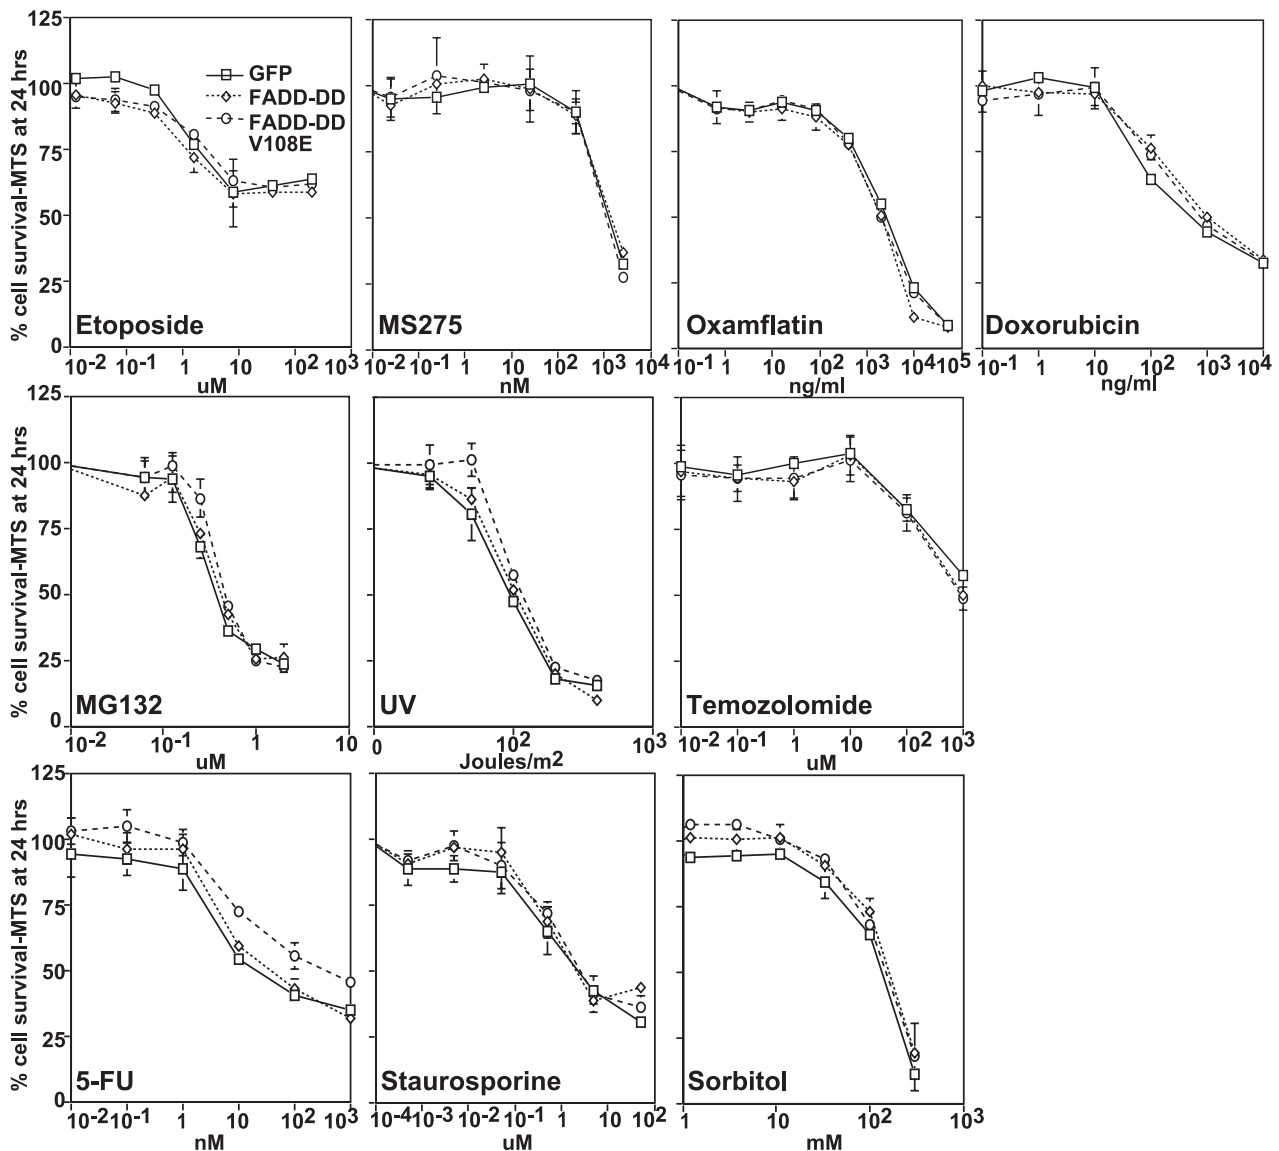 % cell survival-MTS at 24 hrs
125
100
75
50
25
0
GFP
FADD-DD
FADD-DD
V108E
Etoposide
MS275
Oxamflatin
Doxorubicin
10-2 10-1 1 10 102 103
uM
10-2 10-1 1 10 102 103 104
nM
10-1 1 10 102 103 104 105
ng/ml
10-1 1 10 102 103 104
ng/ml
% cell survival-MTS at 24 hrs
125
100
75
50
25
0
MG132
UV
Temozolomide
10-2 10-1 1 10
uM
0 102 103
Joules/m2
10-2 10-1 1 10 102 103
uM
% cell survival-MTS at 24 hrs
125
100
75
50
25
0
5-FU
Staurosporine
Sorbitol
10-2 10-1 1 10 102 103
nM
10-4 10-3 10-2 10-1 1 10 102
uM
1 10 102 103
mM